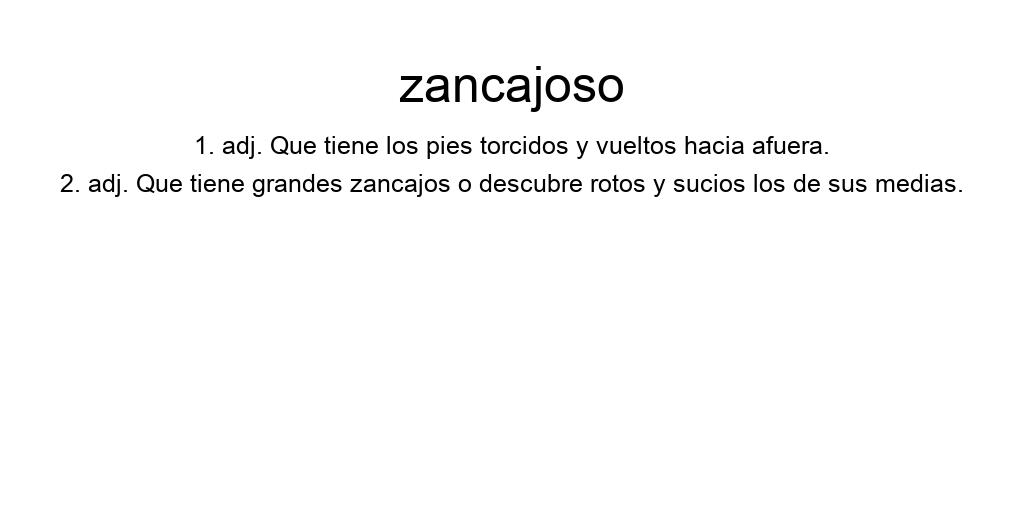 zancajoso
1. adj. Que tiene los pies torcidos y vueltos hacia afuera.
2. adj. Que tiene grandes zancajos o descubre rotos y sucios los de sus medias.